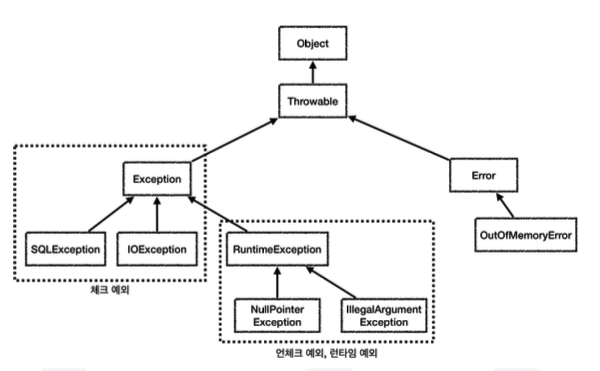 Object
Throwable
Exception
Error
SQLException
IOException
RuntimeException
OutOfMemoryError
NullPointer
Exception
IllegalArgument
Exception
체크 예외
언체크 예외, 런타임 예외